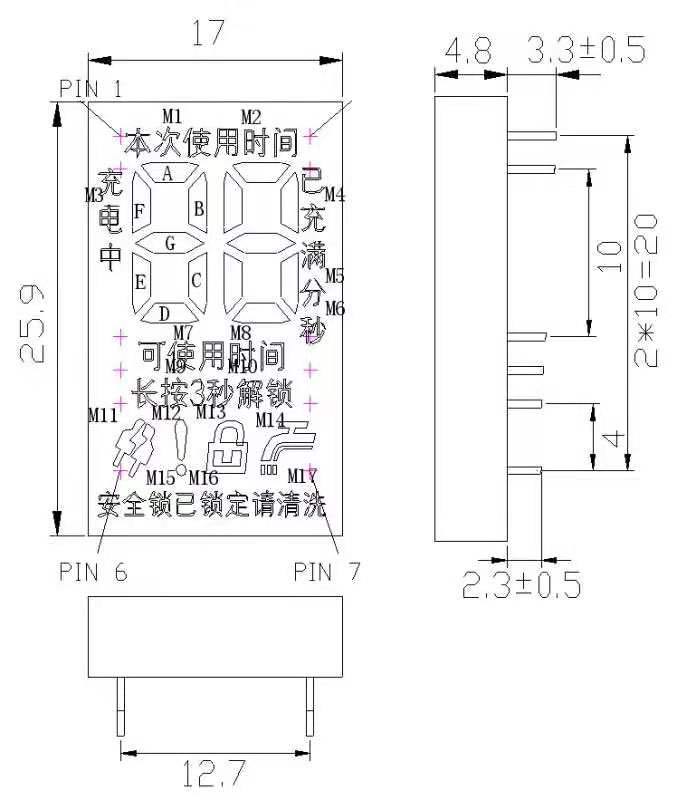 17
4.8
3.3±0.5
PIN 1
M1
M2
本次使用时间
M3
充电中
A
F
B
G
E
C
D
已充满
M4
M5
分
M6
秒
M7
M8
可使用时间
M9
M10
长按3秒解锁
M11
M12
M13
M14
M15
M16
M17
安全锁已锁定请清洗
25.9
PIN 6
PIN 7
10
2*10=20
4
2.3±0.5
12.7